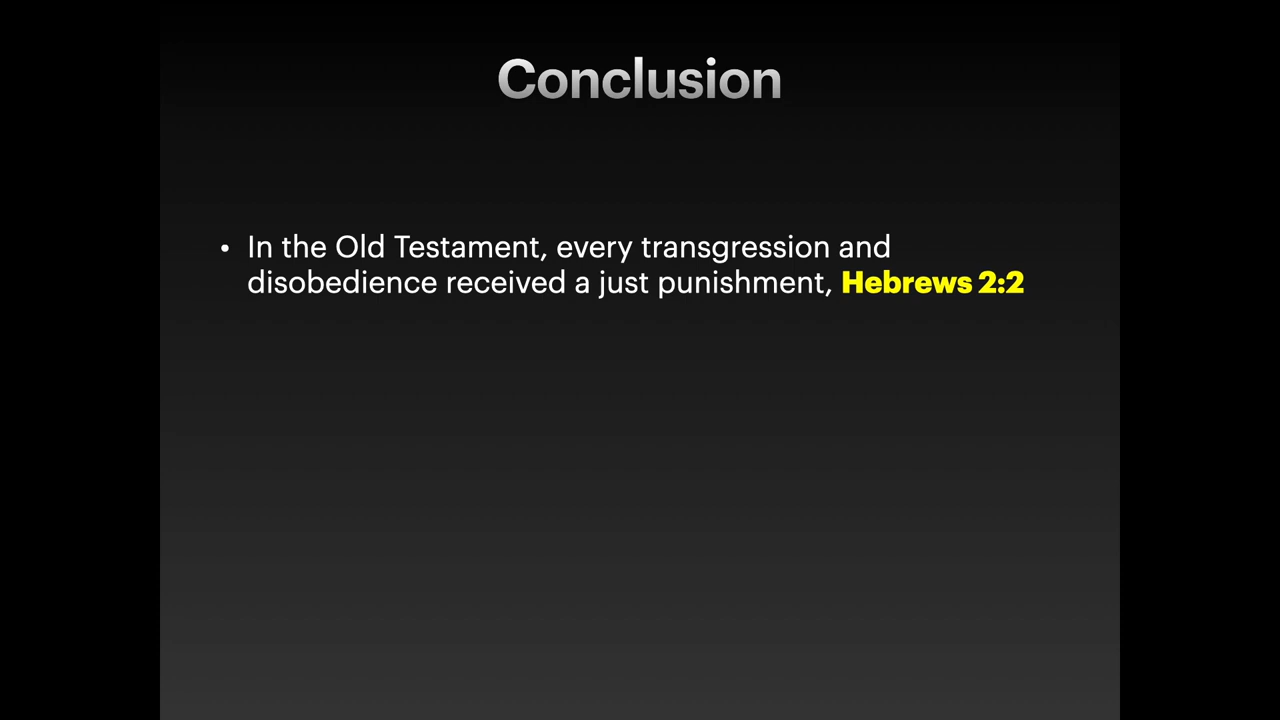 Conclusion
• In the Old Testament, every transgression and
disobedience received a just punishment, Hebrews 2:2